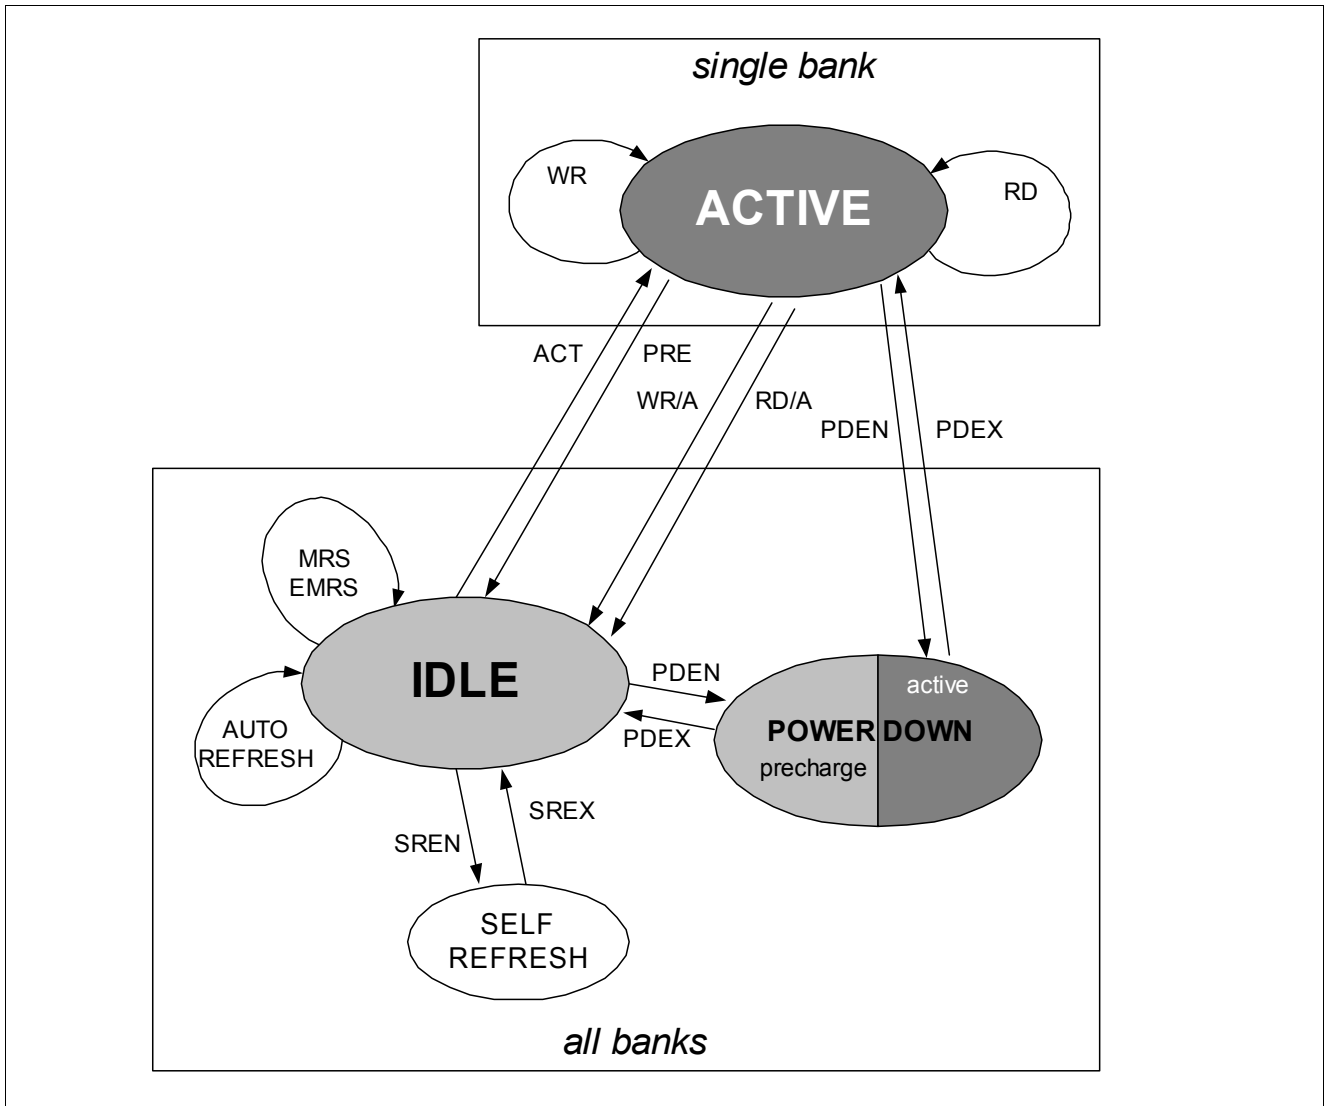 single bank
WR
RD
ACTIVE
ACT
PRE
WR/A
RD/A
PDEN
PDEX
MRS
EMRS
IDLE
PDEN
PDEX
active
POWER DOWN
precharge
AUTO
REFRESH
SREX
SREN
SELF
REFRESH
all banks